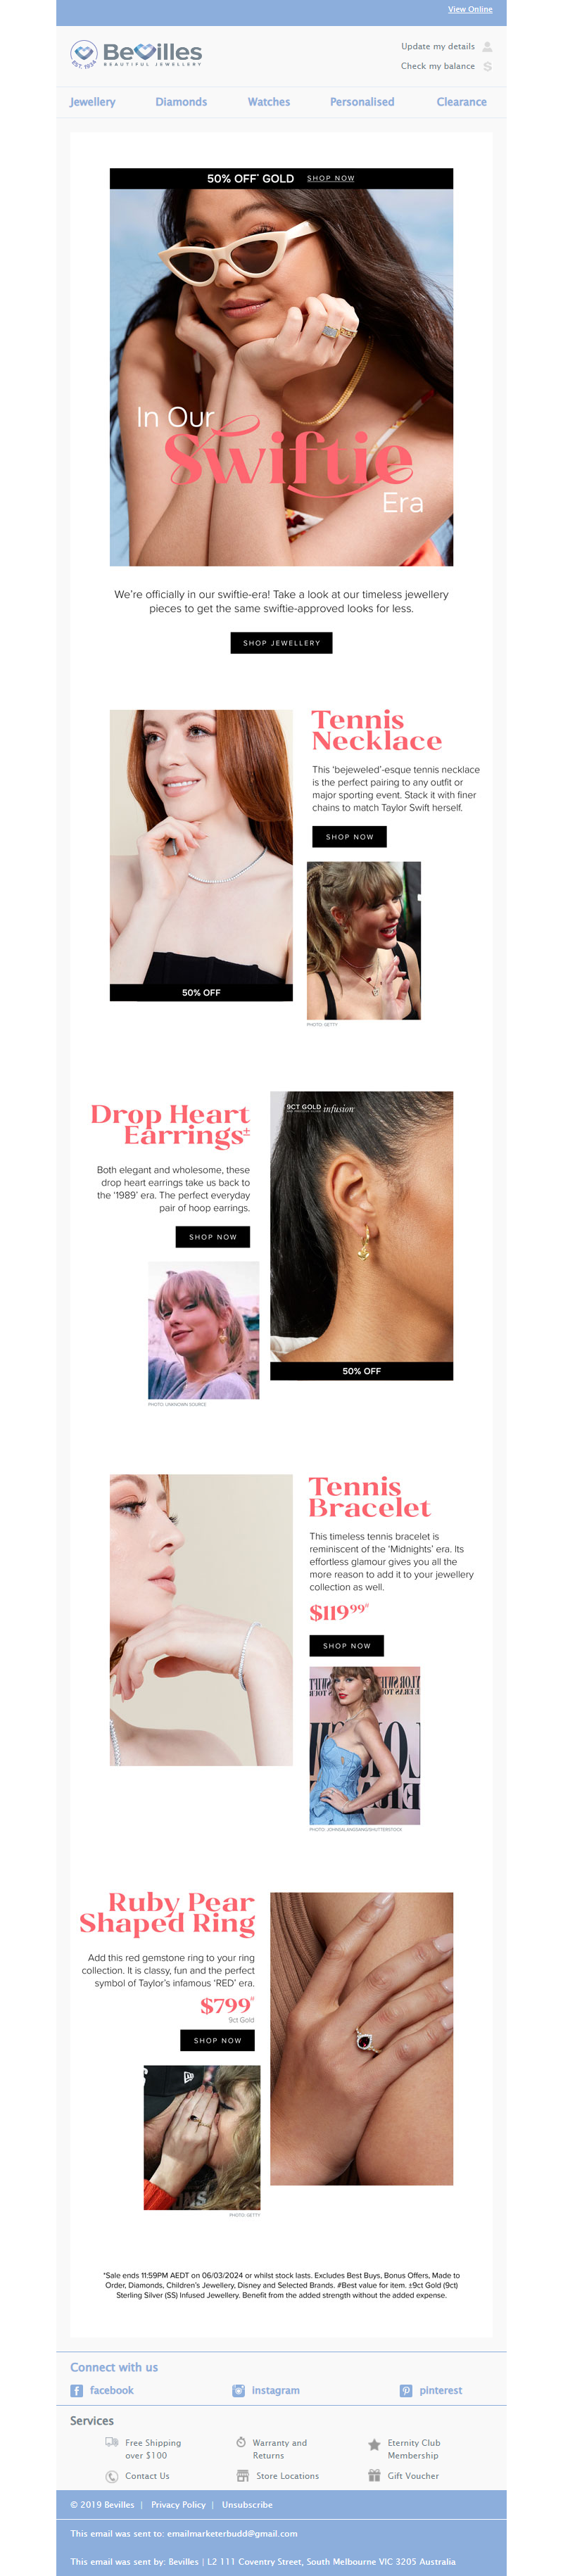 View Online
BeVilles
BEAUTIFUL JEWELLERY
EST. 1934
Update my details
Check my balance
Jewellery Diamonds Watches Personalised Clearance
50% OFF* GOLD SHOP NOW
In Our
Swiftie
Era
We're officially in our swiftie-era! Take a look at our timeless jewellery
pieces to get the same swiftie-approved looks for less.
SHOP JEWELLERY
Tennis
Necklace
This 'bejeweled'-esque tennis necklace
is the perfect pairing to any outfit or
major sporting event. Stack it with finer
chains to match Taylor Swift herself.
SHOP NOW
50% OFF
PHOTO: GETTY
Drop Heart
Earrings±
Both elegant and wholesome, these
drop heart earrings take us back to
the '1989' era. The perfect everyday
pair of hoop earrings.
SHOP NOW
9CT GOLD infusion
50% OFF
PHOTO: UNKNOWN SOURCE
Tennis
Bracelet
This timeless tennis bracelet is
reminiscent of the 'Midnights' era. Its
effortless glamour gives you all the
more reason to add it to your jewellery
collection as well.
$119.99#
SHOP NOW
PHOTO: JOHNSALANGSANG/SHUTTERSTOCK
Ruby Pear
Shaped Ring
Add this red gemstone ring to your ring
collection. It is classy, fun and the perfect
symbol of Taylor's infamous 'RED' era.
$799#
9ct Gold
SHOP NOW
PHOTO: GETTY
*Sale ends 11:59PM AEDT on 06/03/2024 or whilst stock lasts. Excludes Best Buys, Bonus Offers, Made to
Order, Diamonds, Children's Jewellery, Disney and Selected Brands. #Best value for item. ±9ct Gold (9ct)
Sterling Silver (SS) Infused Jewellery. Benefit from the added strength without the added expense.
Connect with us
facebook instagram pinterest
Services
Free Shipping
over $100
Warranty and
Returns
Eternity Club
Membership
Contact Us Store Locations Gift Voucher
© 2019 Bevilles | Privacy Policy | Unsubscribe
This email was sent to: emailmarketerbudd@gmail.com
This email was sent by: Bevilles | L2 111 Coventry Street, South Melbourne VIC 3205 Australia